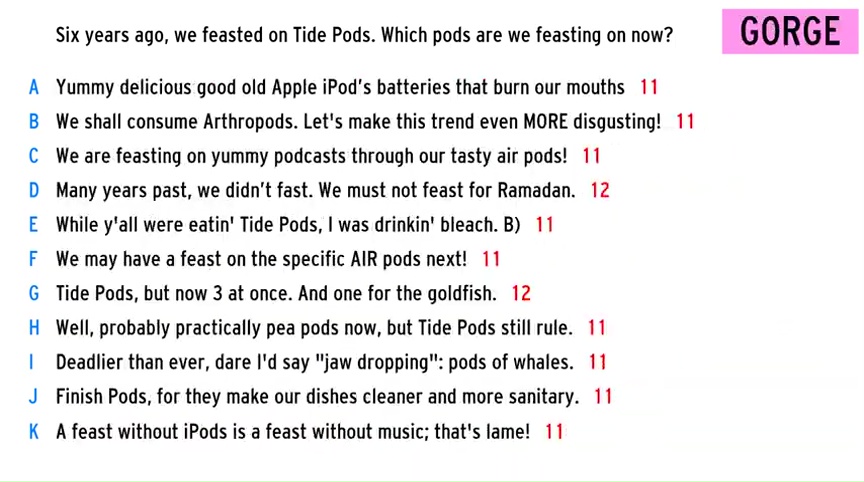 Six years ago, we feasted on Tide Pods. Which pods are we feasting on now?
GORGE
A Yummy delicious good old Apple iPod's batteries that burn our mouths 11
B We shall consume Arthropods. Let's make this trend even MORE disgusting! 11
C We are feasting on yummy podcasts through our tasty air pods! 11
D Many years past, we didn't fast. We must not feast for Ramadan. 12
E While y'all were eatin' Tide Pods, I was drinkin' bleach. B) 11
F We may have a feast on the specific AIR pods next! 11
G Tide Pods, but now 3 at once. And one for the goldfish. 12
H Well, probably practically pea pods now, but Tide Pods still rule. 11
I Deadlier than ever, dare I'd say "jaw dropping": pods of whales. 11
J Finish Pods, for they make our dishes cleaner and more sanitary. 11
K A feast without iPods is a feast without music; that's lame! 11